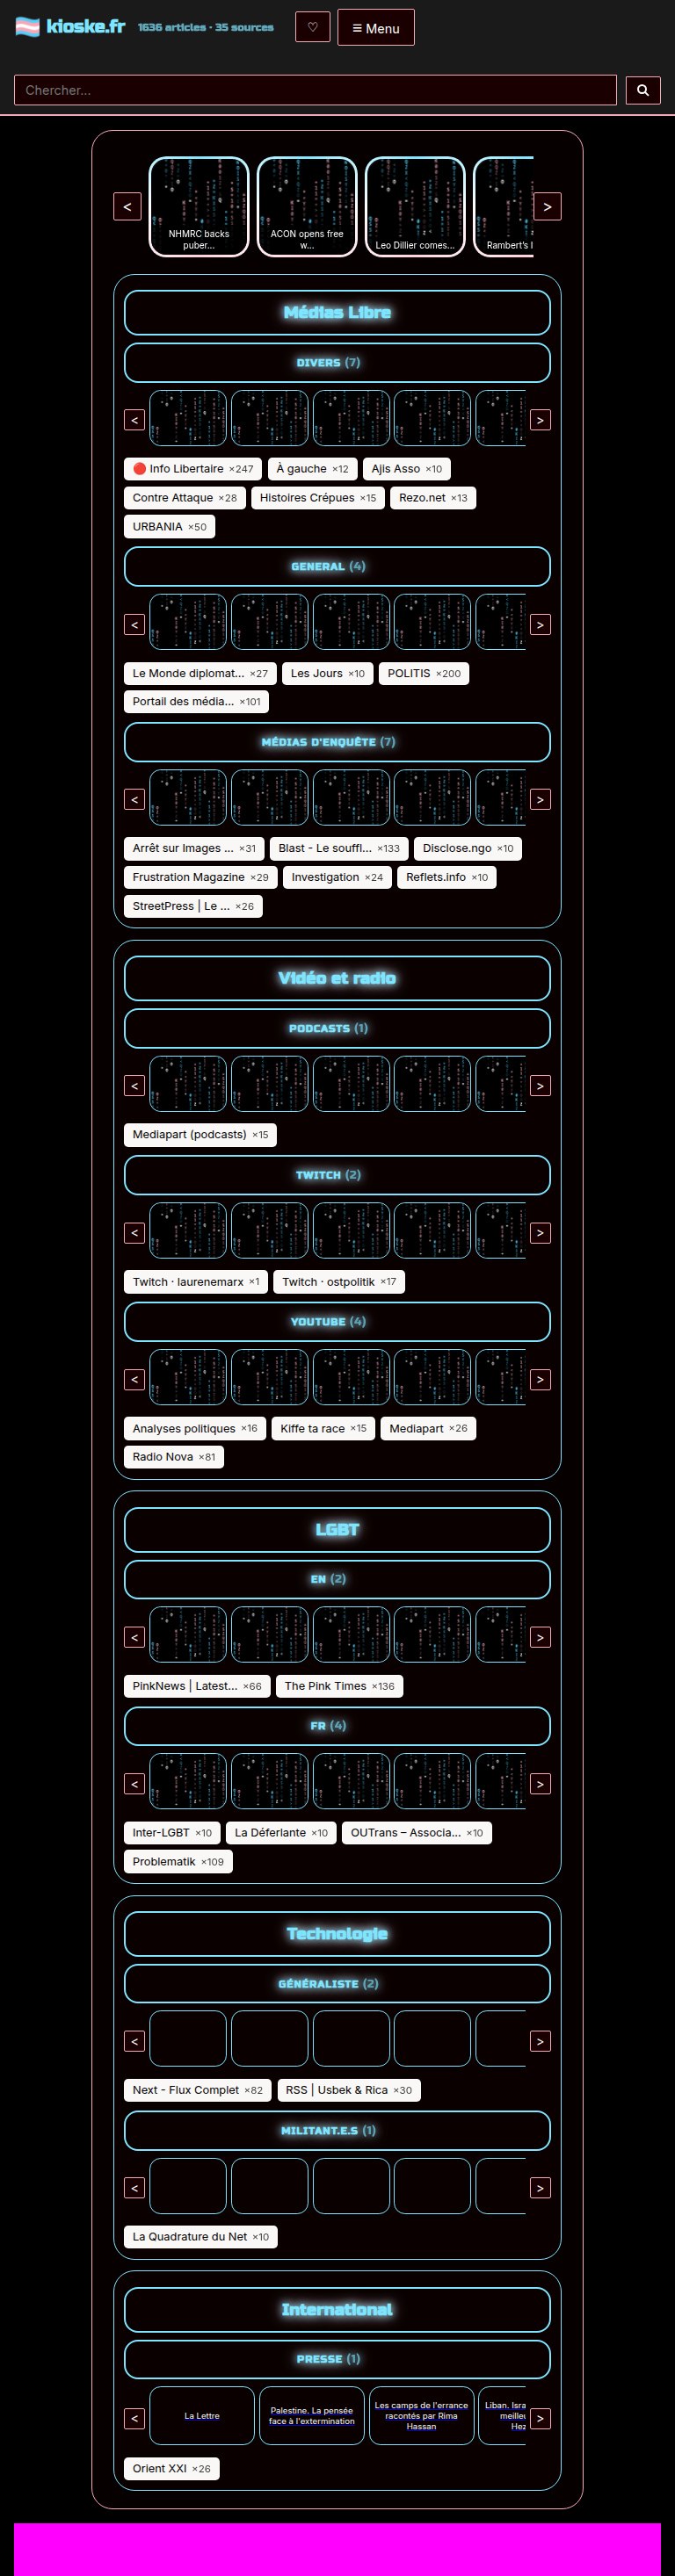 kioske.fr 1636 articles · 35 sources ♡ ≡ Menu
Chercher...
<
NHMRC backs
puber...
ACON opens free
w...
Leo Dillier comes...
Rambert's
>
Médias Libre
DIVERS (7)
< >
🔴 Info Libertaire ×247 À gauche ×12 Ajis Asso ×10
Contre Attaque ×28 Histoires Crépues ×15 Rezo.net ×13
URBANIA ×50
GENERAL (4)
< >
Le Monde diplomat... ×27 Les Jours ×10 POLITIS ×200
Portail des média... ×101
MÉDIAS D'ENQUÊTE (7)
< >
Arrêt sur Images ... ×31 Blast - Le souffl... ×133 Disclose.ngo ×10
Frustration Magazine ×29 Investigation ×24 Reflets.info ×10
StreetPress | Le ... ×26
Vidéo et radio
PODCASTS (1)
< >
Mediapart (podcasts) ×15
TWITCH (2)
< >
Twitch · laurenemarx ×1 Twitch · ostpolitik ×17
YOUTUBE (4)
< >
Analyses politiques ×16 Kiffe ta race ×15 Mediapart ×26
Radio Nova ×81
LGBT
EN (2)
< >
PinkNews | Latest... ×66 The Pink Times ×136
FR (4)
< >
Inter-LGBT ×10 La Déferlante ×10 OUTrans – Associa... ×10
Problematik ×109
Technologie
GÉNÉRALISTE (2)
< >
Next - Flux Complet ×82 RSS | Usbek & Rica ×30
MILITANT.E.S (1)
< >
La Quadrature du Net ×10
International
PRESSE (1)
<
La Lettre
Palestine. La pensée
face à l'extermination
Les camps de l'errance
racontés par Rima
Hassan
Liban. Isra
meilleu
Hez
>
Orient XXI ×26